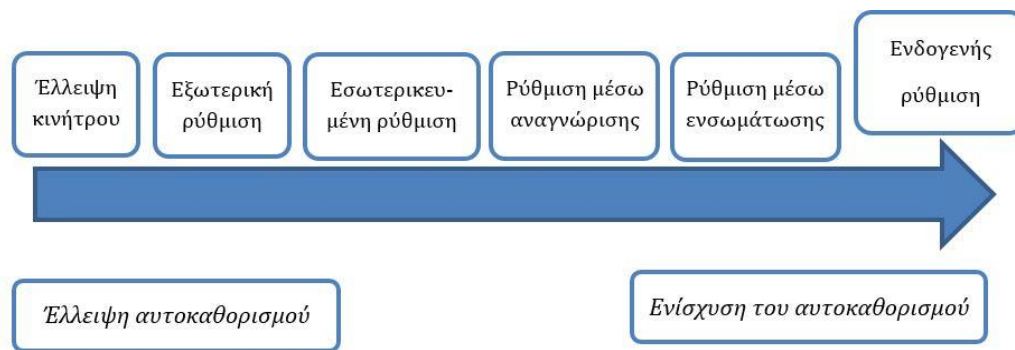 Έλλειψη
κινήτρου
Εξωτερική
ρύθμιση
Εσωτερικευ-
μένη ρύθμιση
Ρύθμιση μέσω
αναγνώρισης
Ρύθμιση μέσω
ενσωμάτωσης
Ενδογενής
ρύθμιση
Έλλειψη αυτοκαθορισμού
Ενίσχυση του αυτοκαθορισμού